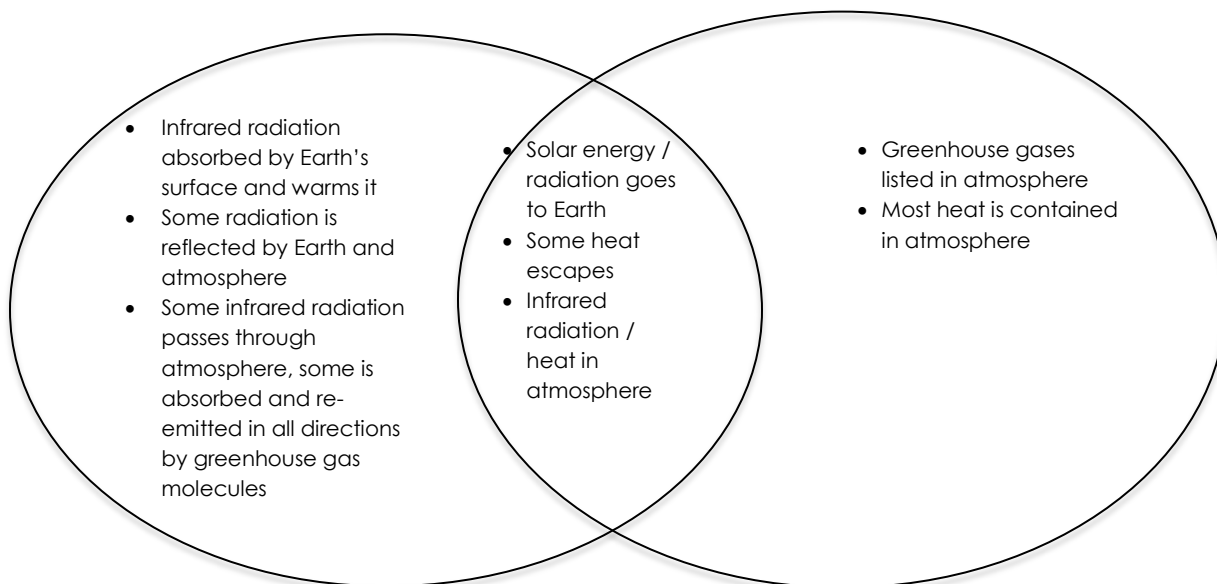 • Infrared radiation
absorbed by Earth's
surface and warms it
• Some radiation is
reflected by Earth and
atmosphere
• Some infrared radiation
passes through
atmosphere, some is
absorbed and re-
emitted in all directions
by greenhouse gas
molecules
• Solar energy /
radiation goes
to Earth
• Some heat
escapes
• Infrared
radiation /
heat in
atmosphere
• Greenhouse gases
listed in atmosphere
• Most heat is contained
in atmosphere